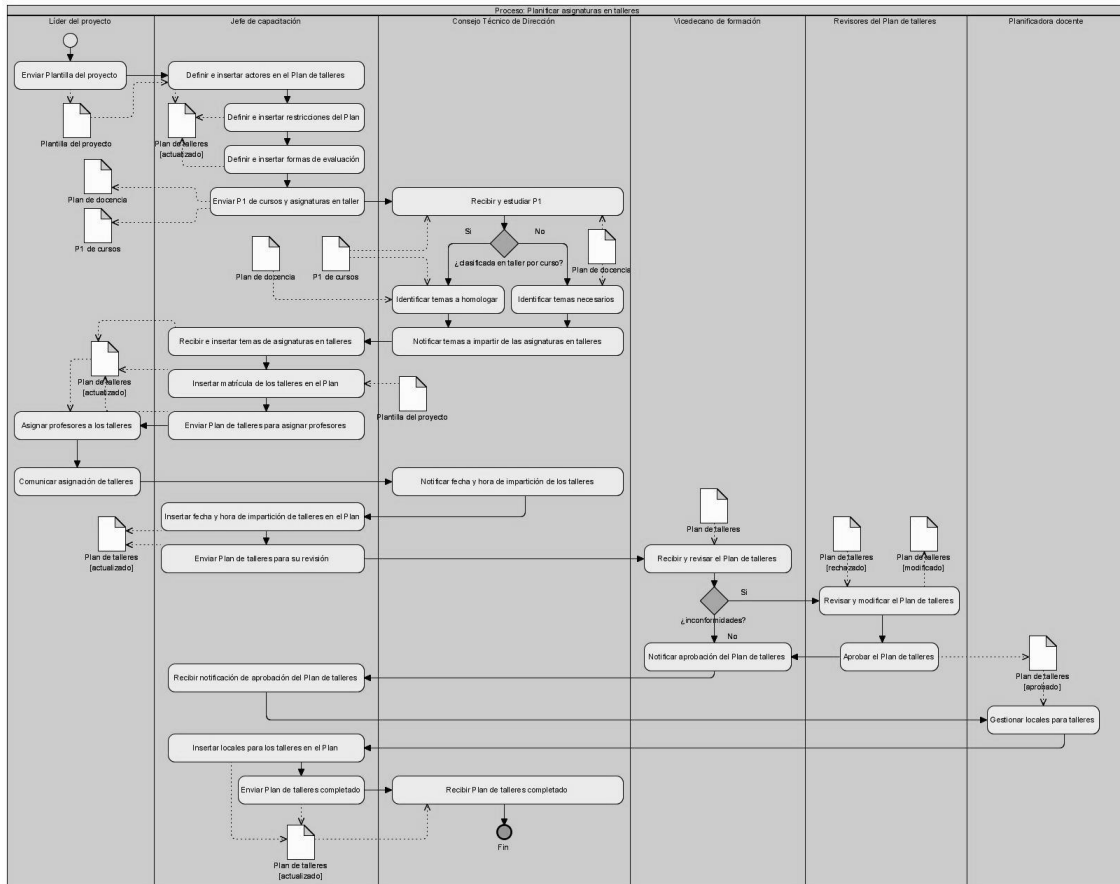 Proceso: Planificar asignaturas en talleres
Líder del proyecto
Jefe de capacitación
Consejo Técnico de Dirección
Vicedecano de formación
Revisores del Plan de talleres
Planificadora docente
Enviar Plantilla del proyecto
Definir e insertar actores en el Plan de talleres
Plantilla del proyecto
Definir e insertar restricciones del Plan
Plan de talleres
[actualizado]
Definir e insertar formas de evaluación
Plan de docencia
Enviar P1 de cursos y asignaturas en taller
Recibir y estudiar P1
P1 de cursos
Si
No
¿clasificada en taller por curso?
Plan de docencia
P1 de cursos
Plan de docencia
Identificar temas a homologar
Identificar temas necesarios
Recibir e insertar temas de asignaturas en talleres
Notificar temas a impartir de las asignaturas en talleres
Plan de talleres
[actualizado]
Insertar matrícula de los talleres en el Plan
Plantilla del proyecto
Asignar profesores a los talleres
Enviar Plan de talleres para asignar profesores
Comunicar asignación de talleres
Notificar fecha y hora de impartición de los talleres
Insertar fecha y hora de impartición de talleres en el Plan
Plan de talleres
Plan de talleres
[actualizado]
Enviar Plan de talleres para su revisión
Recibir y revisar el Plan de talleres
Plan de talleres
[rechazado]
Plan de talleres
[modificado]
Si
¿inconformidades?
No
Revisar y modificar el Plan de talleres
Notificar aprobación del Plan de talleres
Aprobar el Plan de talleres
Plan de talleres
[aprobado]
Recibir notificación de aprobación del Plan de talleres
Gestionar locales para talleres
Insertar locales para los talleres en el Plan
Enviar Plan de talleres completado
Recibir Plan de talleres completado
Fin
Plan de talleres
[actualizado]